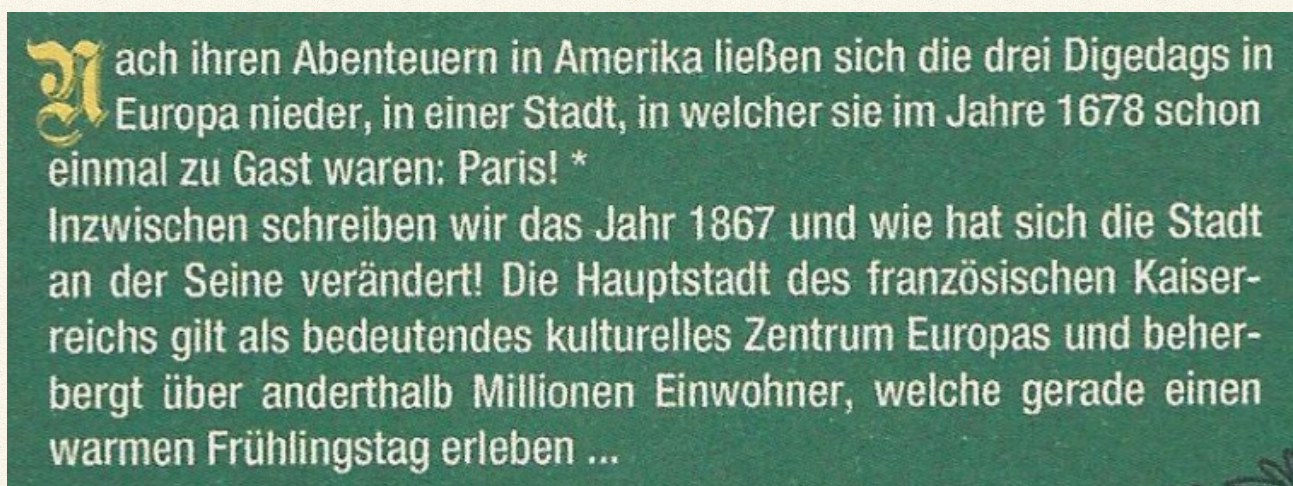 Nach ihren Abenteuern in Amerika ließen sich die drei Digedags in
Europa nieder, in einer Stadt, in welcher sie im Jahre 1678 schon
einmal zu Gast waren: Paris! *
Inzwischen schreiben wir das Jahr 1867 und wie hat sich die Stadt
an der Seine verändert! Die Hauptstadt des französischen Kaiser-
reichs gilt als bedeutendes kulturelles Zentrum Europas und beher-
bergt über anderthalb Millionen Einwohner, welche gerade einen
warmen Frühlingstag erleben ...